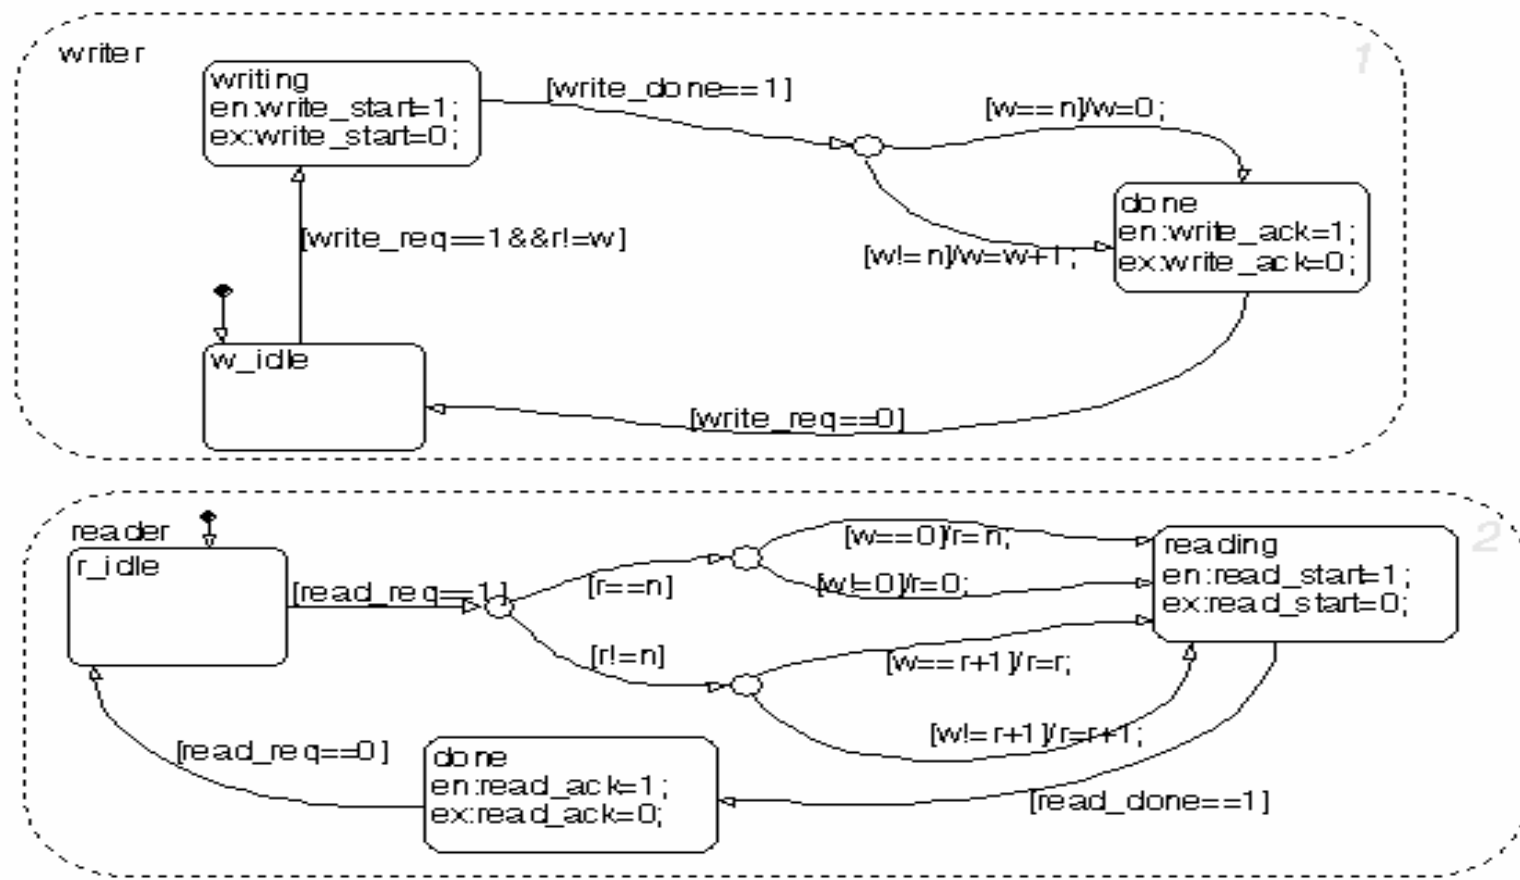 writer
1
writing
en:write_start=1;
ex:write_start=0;
[write_done==1]
[w==n]/w=0;
done
en:write_ack=1;
ex:write_ack=0;
[w!=n]/w=w+1;
[write_req==1&&r!=w]
w_idle
[write_req==0]
reader
2
r_idle
[read_req==1]
[r==n]
[w==0]/r=n;
[w!=0]/r=0;
reading
en:read_start=1;
ex:read_start=0;
[r!=n]
[w==r+1]/r=r;
[w!=r+1]/r=r+1;
[read_req==0]
done
en:read_ack=1;
ex:read_ack=0;
[read_done==1]